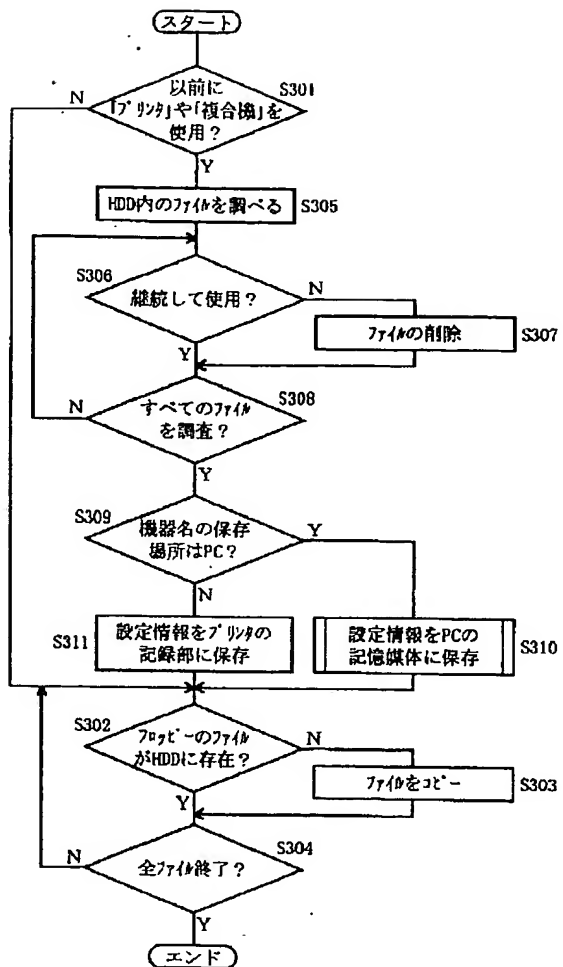 スタート
S301
以前に
「プリンタ」や「複合機」を
使用？
N
Y
HDD内のファイルを調べる
S305
S306
継続して使用？
N
Y
ファイルの削除
S307
S308
すべてのファイル
を調査？
N
Y
S309
機器名の保存
場所はPC？
Y
N
S311
設定情報をプリンタの
記録部に保存
設定情報をPCの
記憶媒体に保存
S310
S302
フロッピーのファイル
がHDDに存在？
N
Y
ファイルをコピー
S303
S304
全ファイル終了？
N
Y
エンド